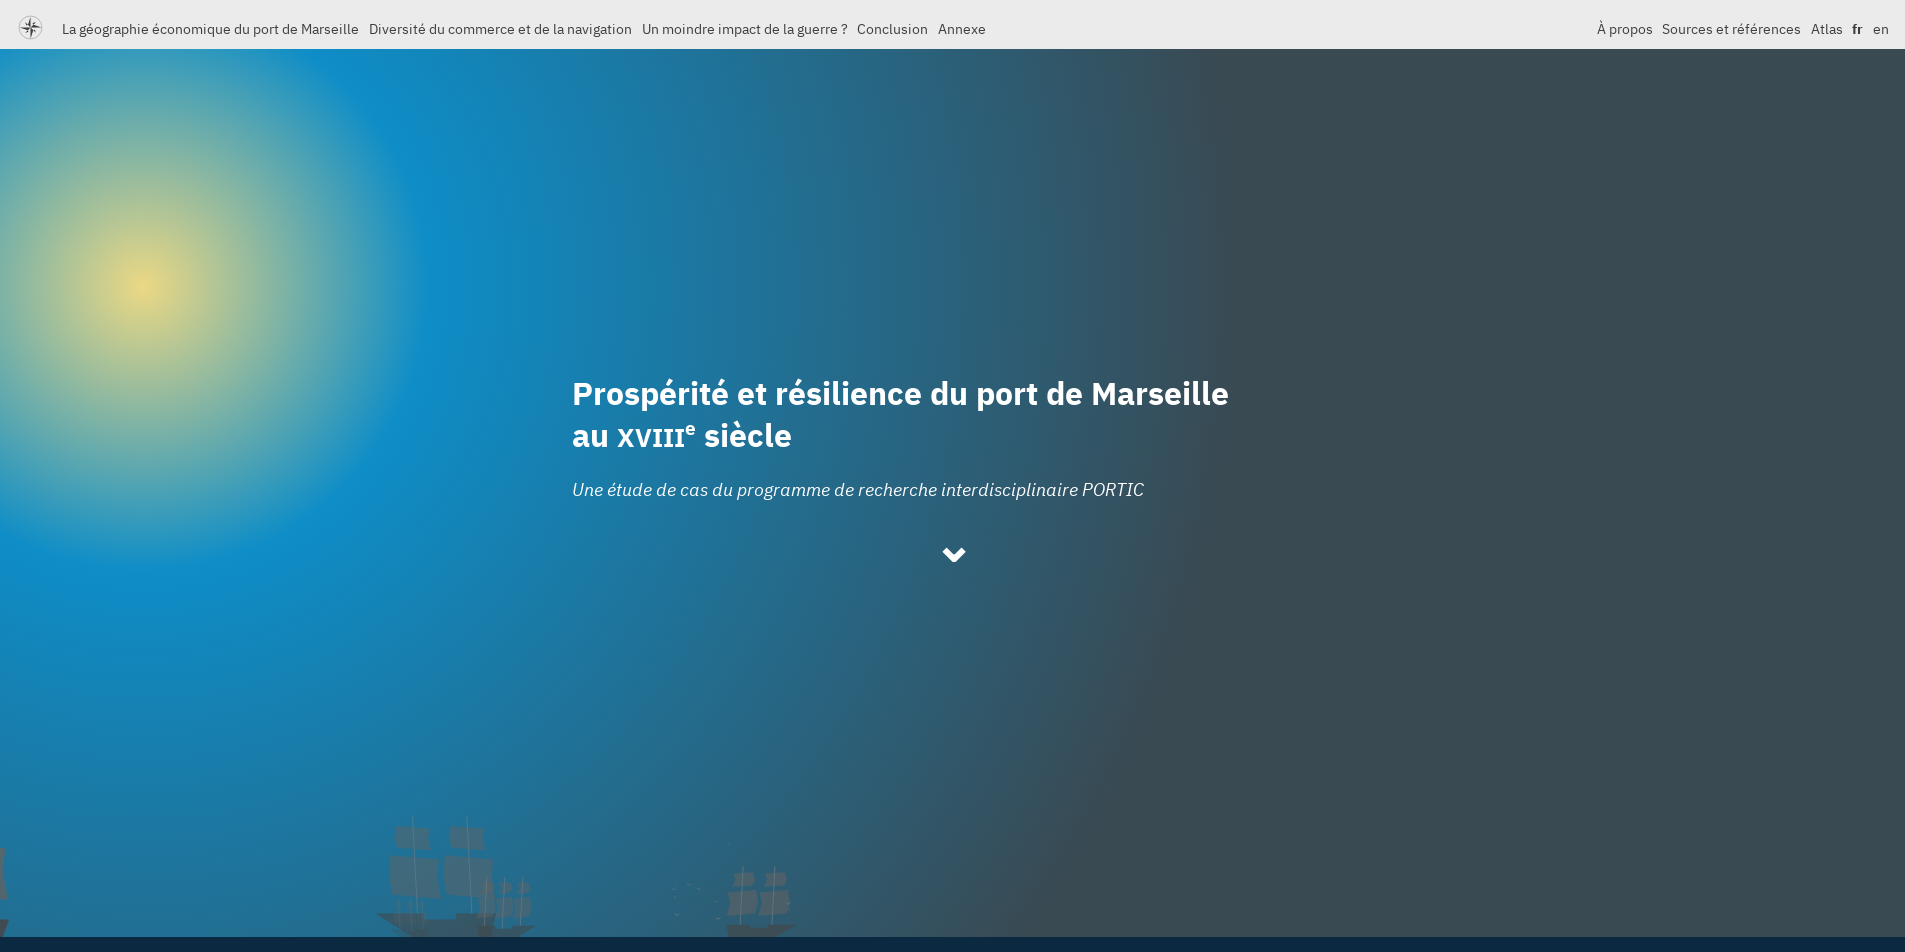 La géographie économique du port de Marseille Diversité du commerce et de la navigation Un moindre impact de la guerre ? Conclusion Annexe À propos Sources et références Atlas fr en
Prospérité et résilience du port de Marseille
au XVIIIe siècle
Une étude de cas du programme de recherche interdisciplinaire PORTIC